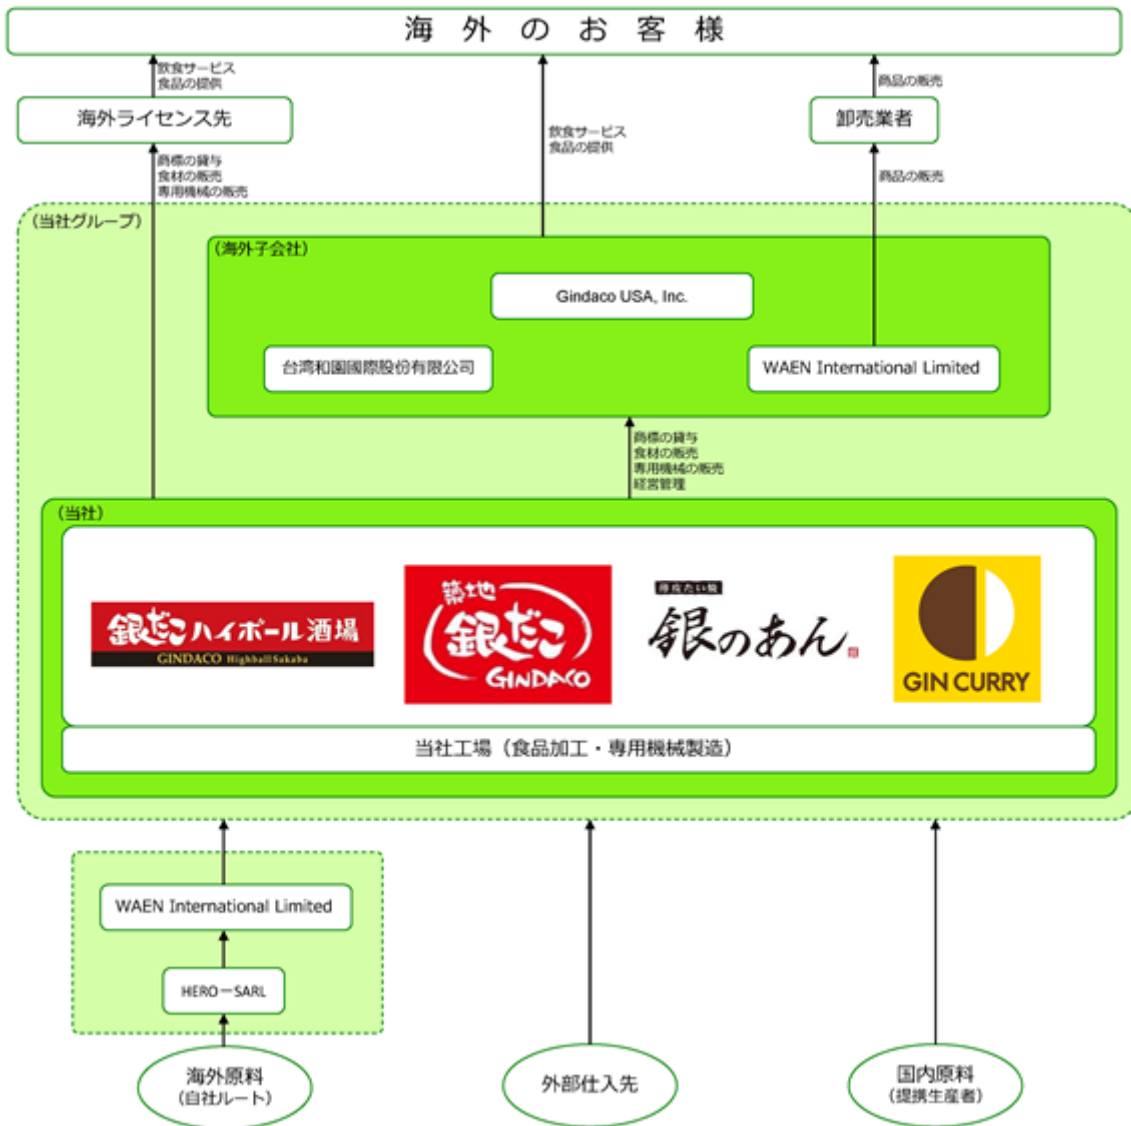 海外のお客様
飲食サービス
食品の提供
海外ライセンス先
商標の貸与
食材の販売
専用機械の販売
飲食サービス
食品の提供
商品の販売
卸売業者
商品の販売
(当社グループ)
(海外子会社)
Gindaco USA, Inc.
台湾和園國際股份有限公司
WAEN International Limited
商標の貸与
食材の販売
専用機械の販売
経営管理
(当社)
銀だこハイボール酒場
GINDACO HighballSakaba
築地
銀だこ
GINDACO
薄皮たい焼
銀のあん
GIN CURRY
当社工場（食品加工・専用機械製造）
WAEN International Limited
HERO－SARL
海外原料
(自社ルート)
外部仕入先
国内原料
(提携生産者)